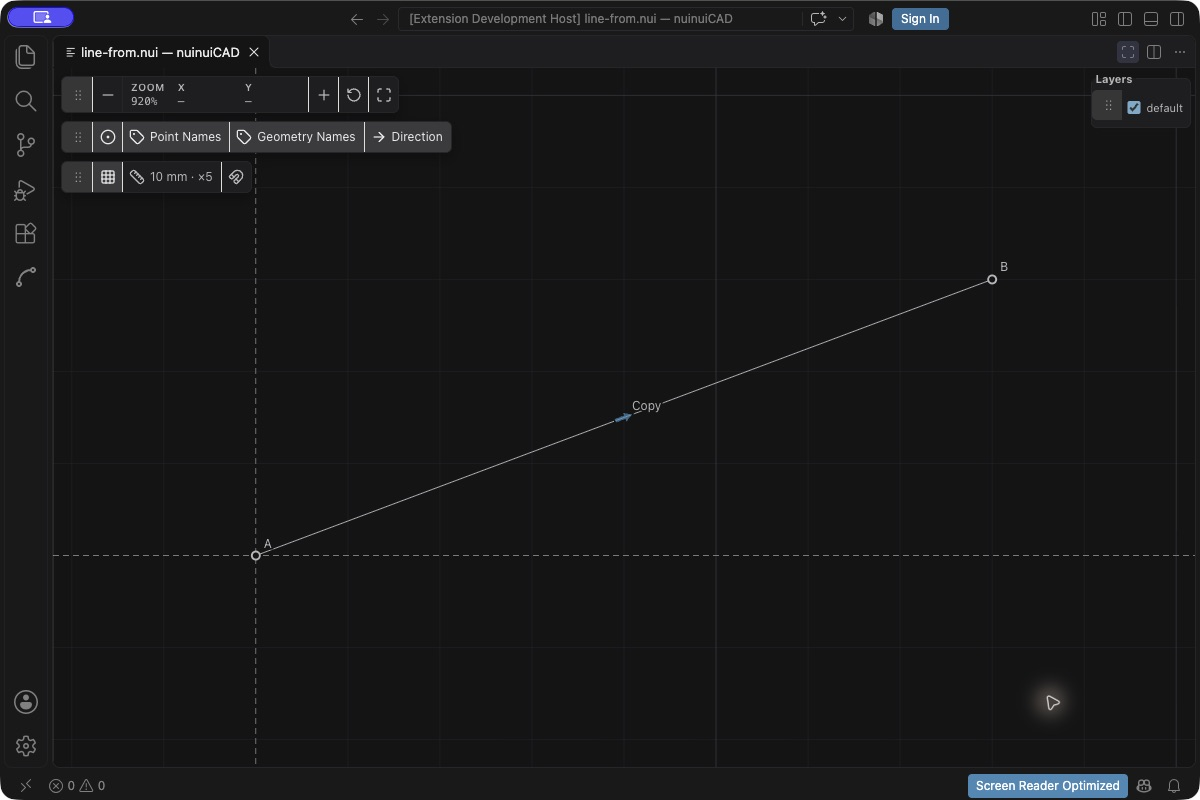 [Extension Development Host] line-from.nui — nuinuiCAD
Sign In
line-from.nui — nuinuiCAD
ZOOM X Y
920% – –
Layers
default
Point Names
Geometry Names
Direction
10 mm · ×5
B
Copy
A
0 0
Screen Reader Optimized